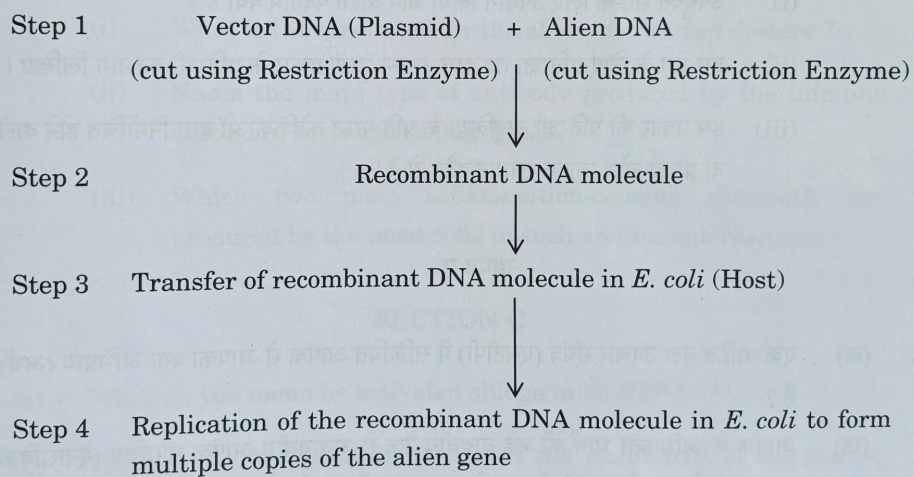 Step 1 Vector DNA (Plasmid) + Alien DNA
(cut using Restriction Enzyme) (cut using Restriction Enzyme)
Step 2 Recombinant DNA molecule
Step 3 Transfer of recombinant DNA molecule in E. coli (Host)
Step 4 Replication of the recombinant DNA molecule in E. coli to form
multiple copies of the alien gene